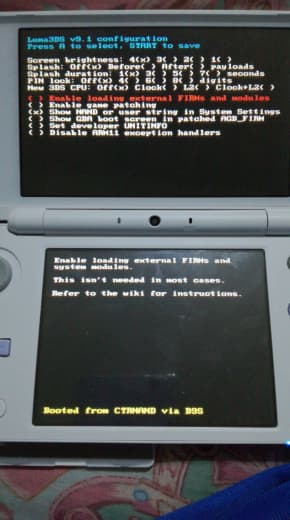 Luma3DS v9.1 configuration
Press A to select, START to save
Screen brightness: 4(x) 3( ) 2( ) 1( )
Splash: Off(x) Before( ) After( ) payloads
Splash duration: 1(x) 3( ) 5( ) 7( ) seconds
PIN lock: Off(x) 4( ) 6( ) 8( ) digits
New 3DS CPU: Off(x) Clock( ) L2( ) Clock+L2( )
( ) Enable loading external FIRMs and modules
( ) Enable game patching
(x) Show NAND or user string in System Settings
(x) Show GBA boot screen in patched AGB_FIRM
( ) Set developer UNITINFO
( ) Disable ARM11 exception handlers
Enable loading external FIRMs and
system modules.
This isn't needed in most cases.
Refer to the wiki for instructions.
Booted from CTRNAND via B9S